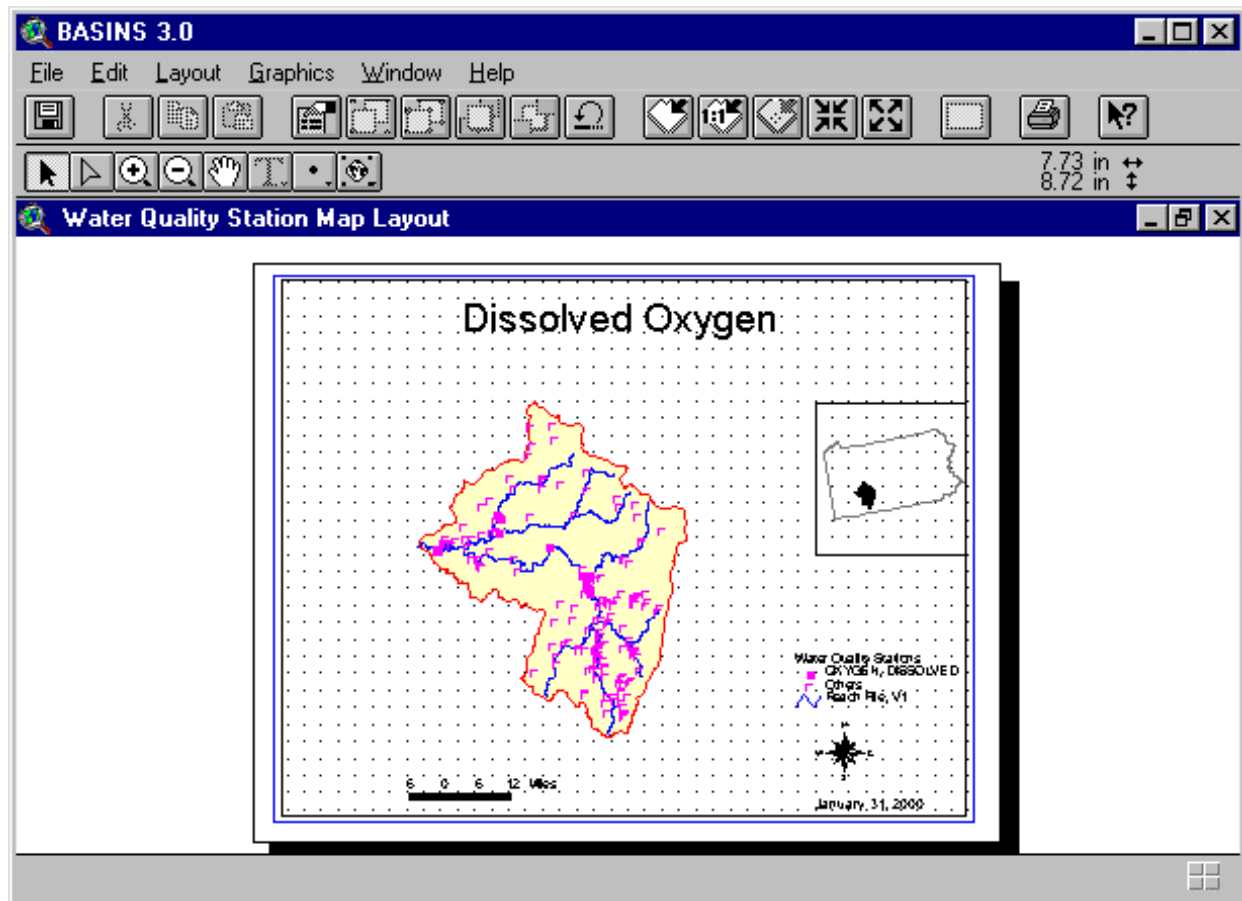 BASINS 3.0
File Edit Layout Graphics Window Help
1:1
?
7.73 in
8.72 in
Water Quality Station Map Layout
Dissolved Oxygen
Water Quality Stations
OXYGEN, DISSOLVED
Others
Reach File, V1
6 0 6 12 Miles
January, 31, 2000